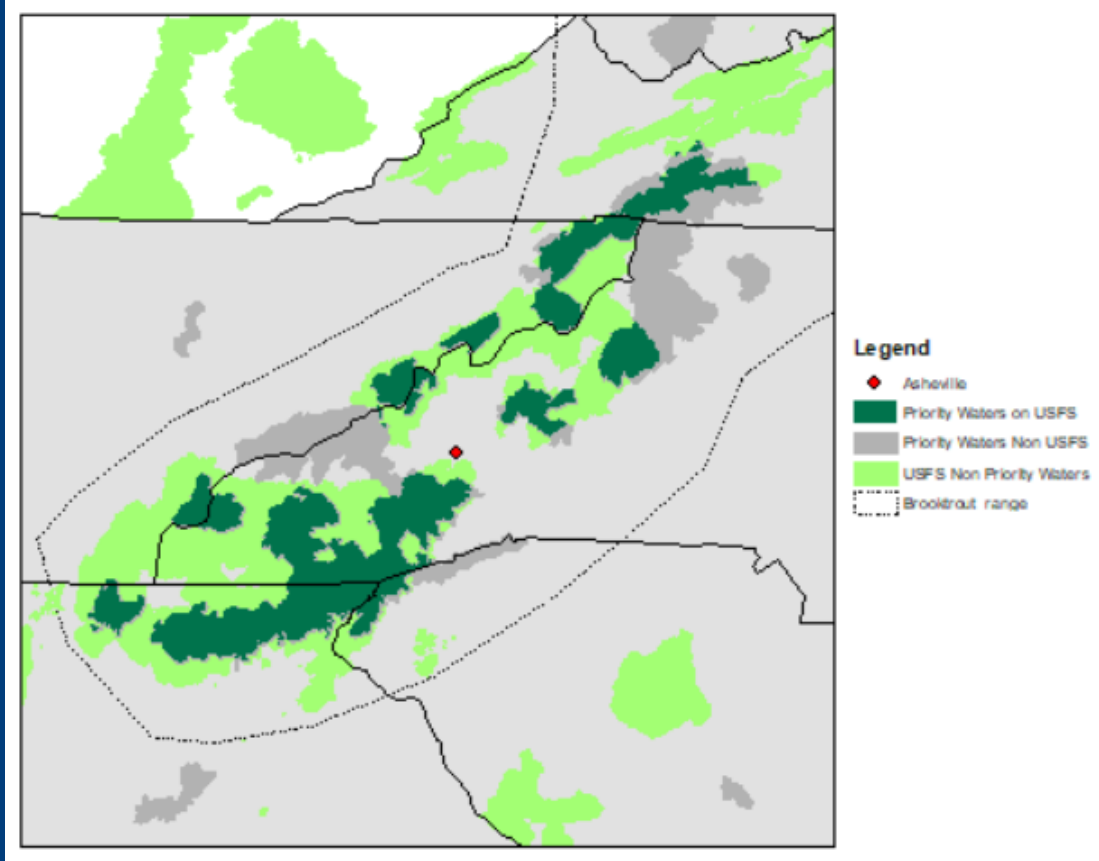 Legend
Asheville
Priority Waters on USFS
Priority Waters Non USFS
USFS Non Priority Waters
Brooktrout range